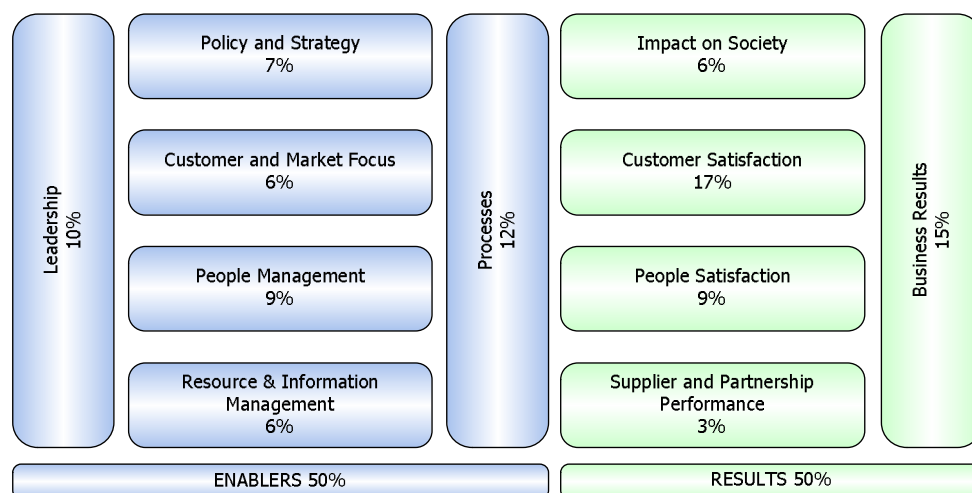 Leadership
10%
Policy and Strategy
7%
Customer and Market Focus
6%
People Management
9%
Resource & Information
Management
6%
Processes
12%
Impact on Society
6%
Customer Satisfaction
17%
People Satisfaction
9%
Supplier and Partnership
Performance
3%
Business Results
15%
ENABLERS 50%
RESULTS 50%